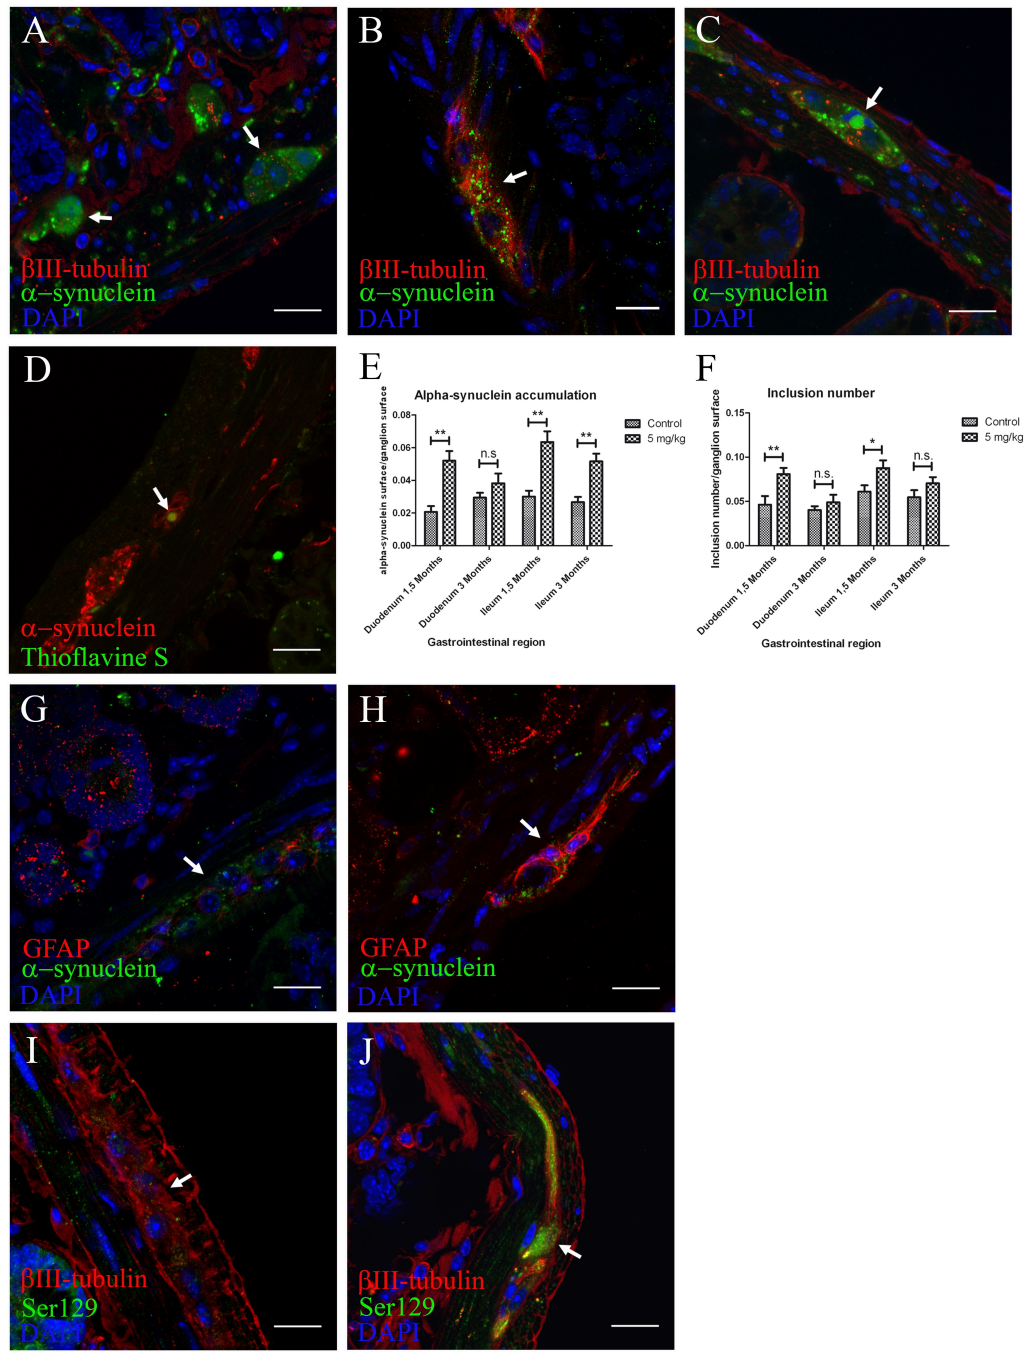 A
βIII-tubulin
α–synuclein
DAPI
B
βIII-tubulin
α–synuclein
DAPI
C
βIII-tubulin
α–synuclein
DAPI
D
α–synuclein
Thioflavine S
E
Alpha-synuclein accumulation
alpha-synuclein surface/ganglion surface
0.08
0.06
0.04
0.02
0.00
**
n.s
**
**
Control
5 mg/kg
Duodenum 1,5 Months
Duodenum 3 Months
Ileum 1,5 Months
Ileum 3 Months
Gastrointestinal region
F
Inclusion number
Inclusion number/ganglion surface
0.15
0.10
0.05
0.00
**
n.s.
*
n.s.
Control
5 mg/kg
Duodenum 1,5 Months
Duodenum 3 Months
Ileum 1,5 Months
Ileum 3 Months
Gastrointestinal region
G
GFAP
α–synuclein
DAPI
H
GFAP
α–synuclein
DAPI
I
βIII-tubulin
Ser129
DAPI
J
βIII-tubulin
Ser129
DAPI